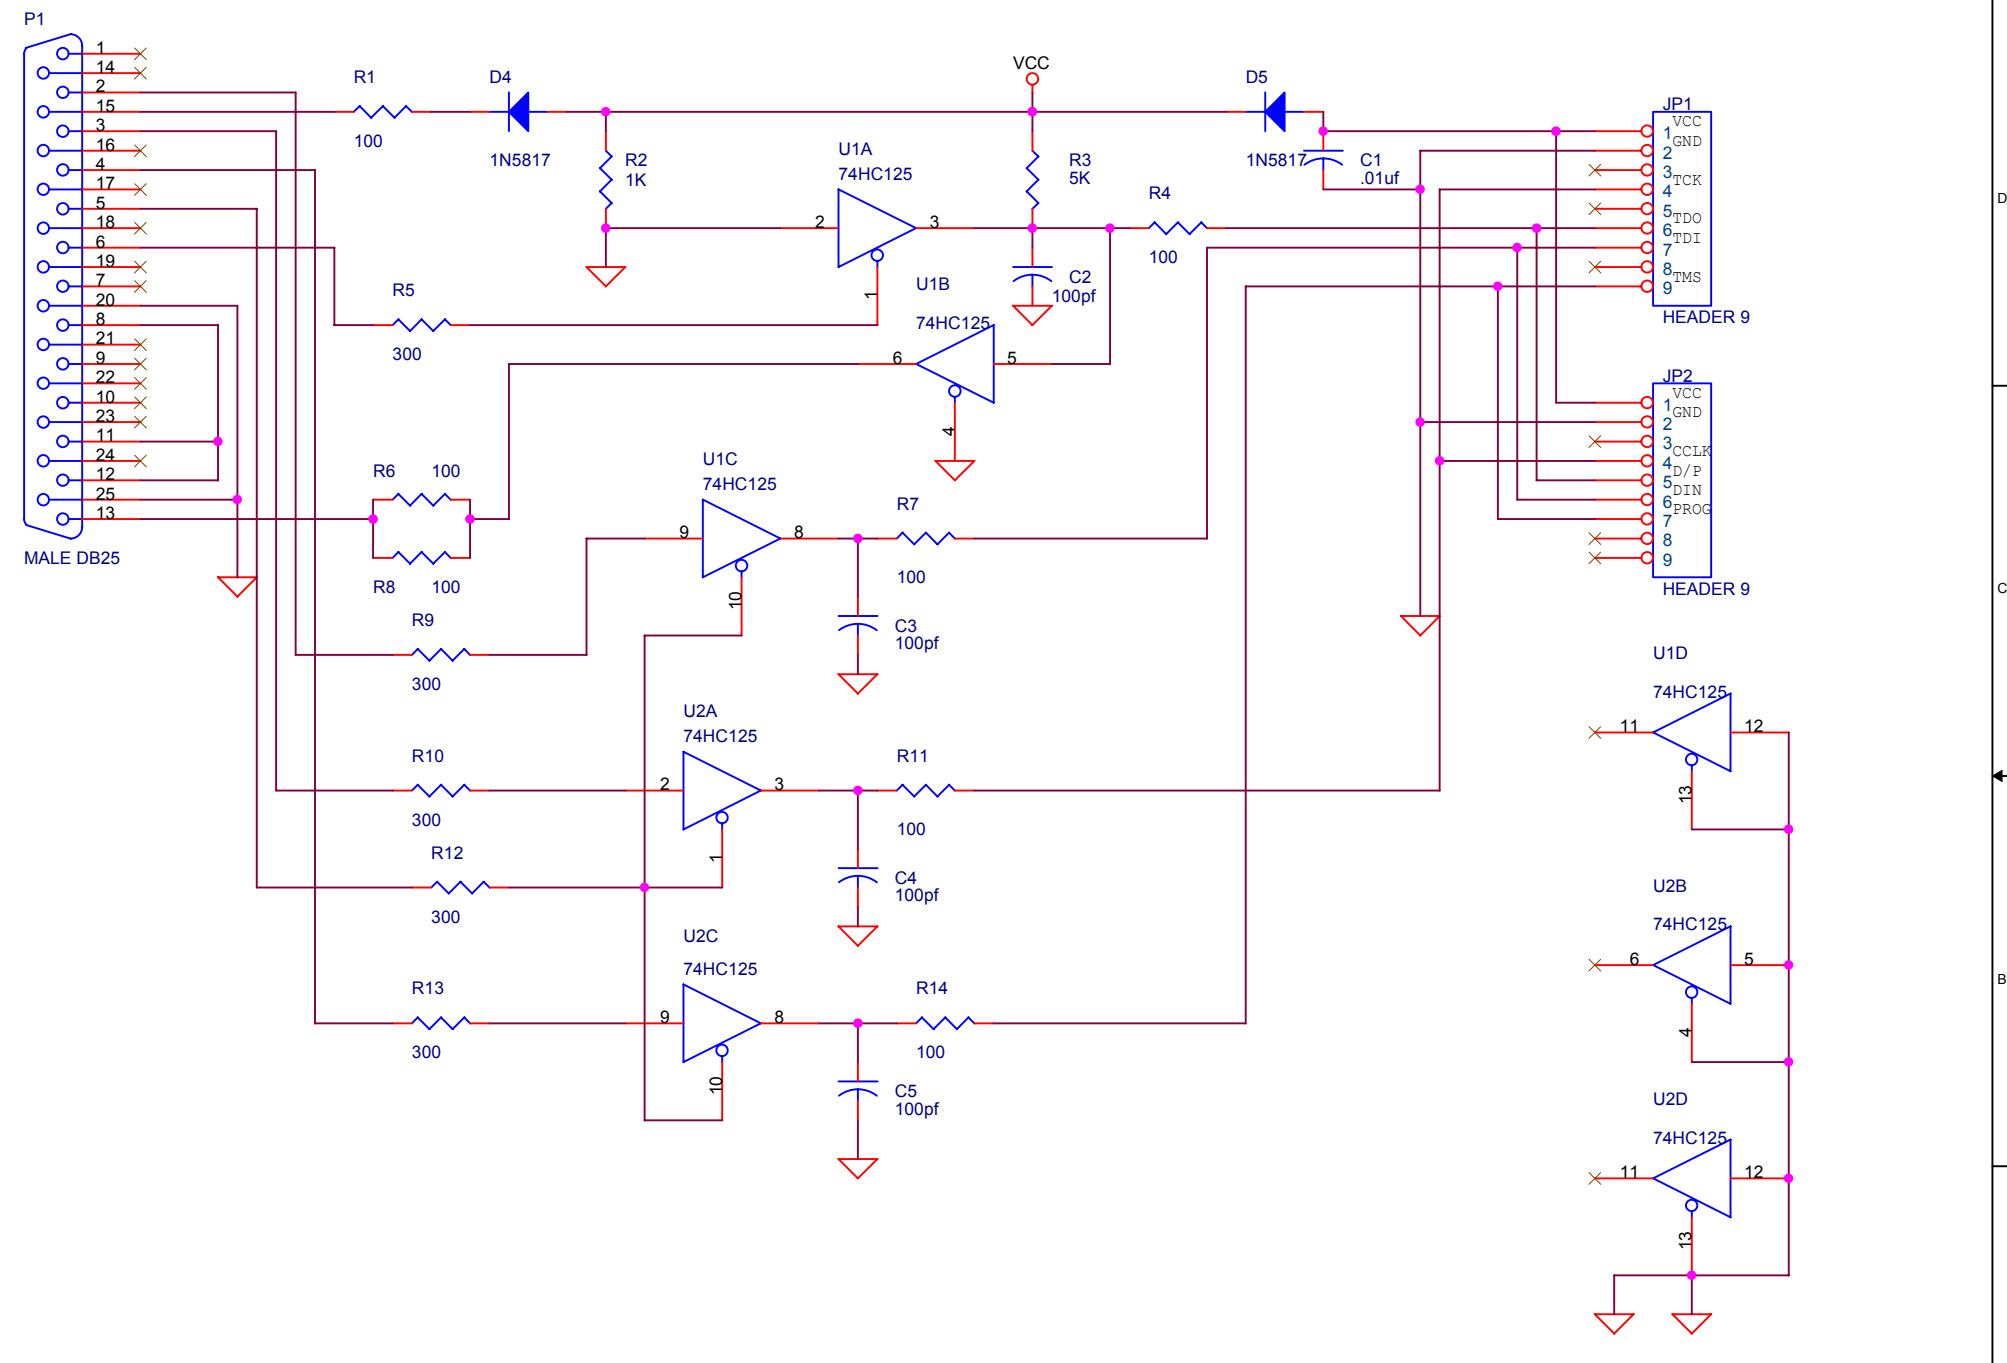 P1
1
14
2
15
3
16
4
17
5
18
6
19
7
20
8
21
9
22
10
23
11
24
12
25
13
MALE DB25
R1
100
D4
1N5817
R2
1K
U1A
74HC125
2
3
1
VCC
R3
5K
C2
100pf
R4
100
D5
1N5817
C1
.01uf
R5
300
U1B
74HC125
6
5
4
R6 100
R8 100
U1C
74HC125
9
8
10
R7
100
C3
100pf
R9
300
U2A
74HC125
2
3
1
R10
300
R11
100
C4
100pf
R12
300
U2C
74HC125
9
8
10
R13
300
R14
100
C5
100pf
JP1
VCC
1
GND
2
3
TCK
4
5
TDO
6
TDI
7
8
TMS
9
HEADER 9
JP2
VCC
1
GND
2
3
CCLK
4
D/P
5
DIN
6
PROG
7
8
9
HEADER 9
U1D
74HC125
11
12
13
U2B
74HC125
6
5
4
U2D
74HC125
11
12
13
D
C
B